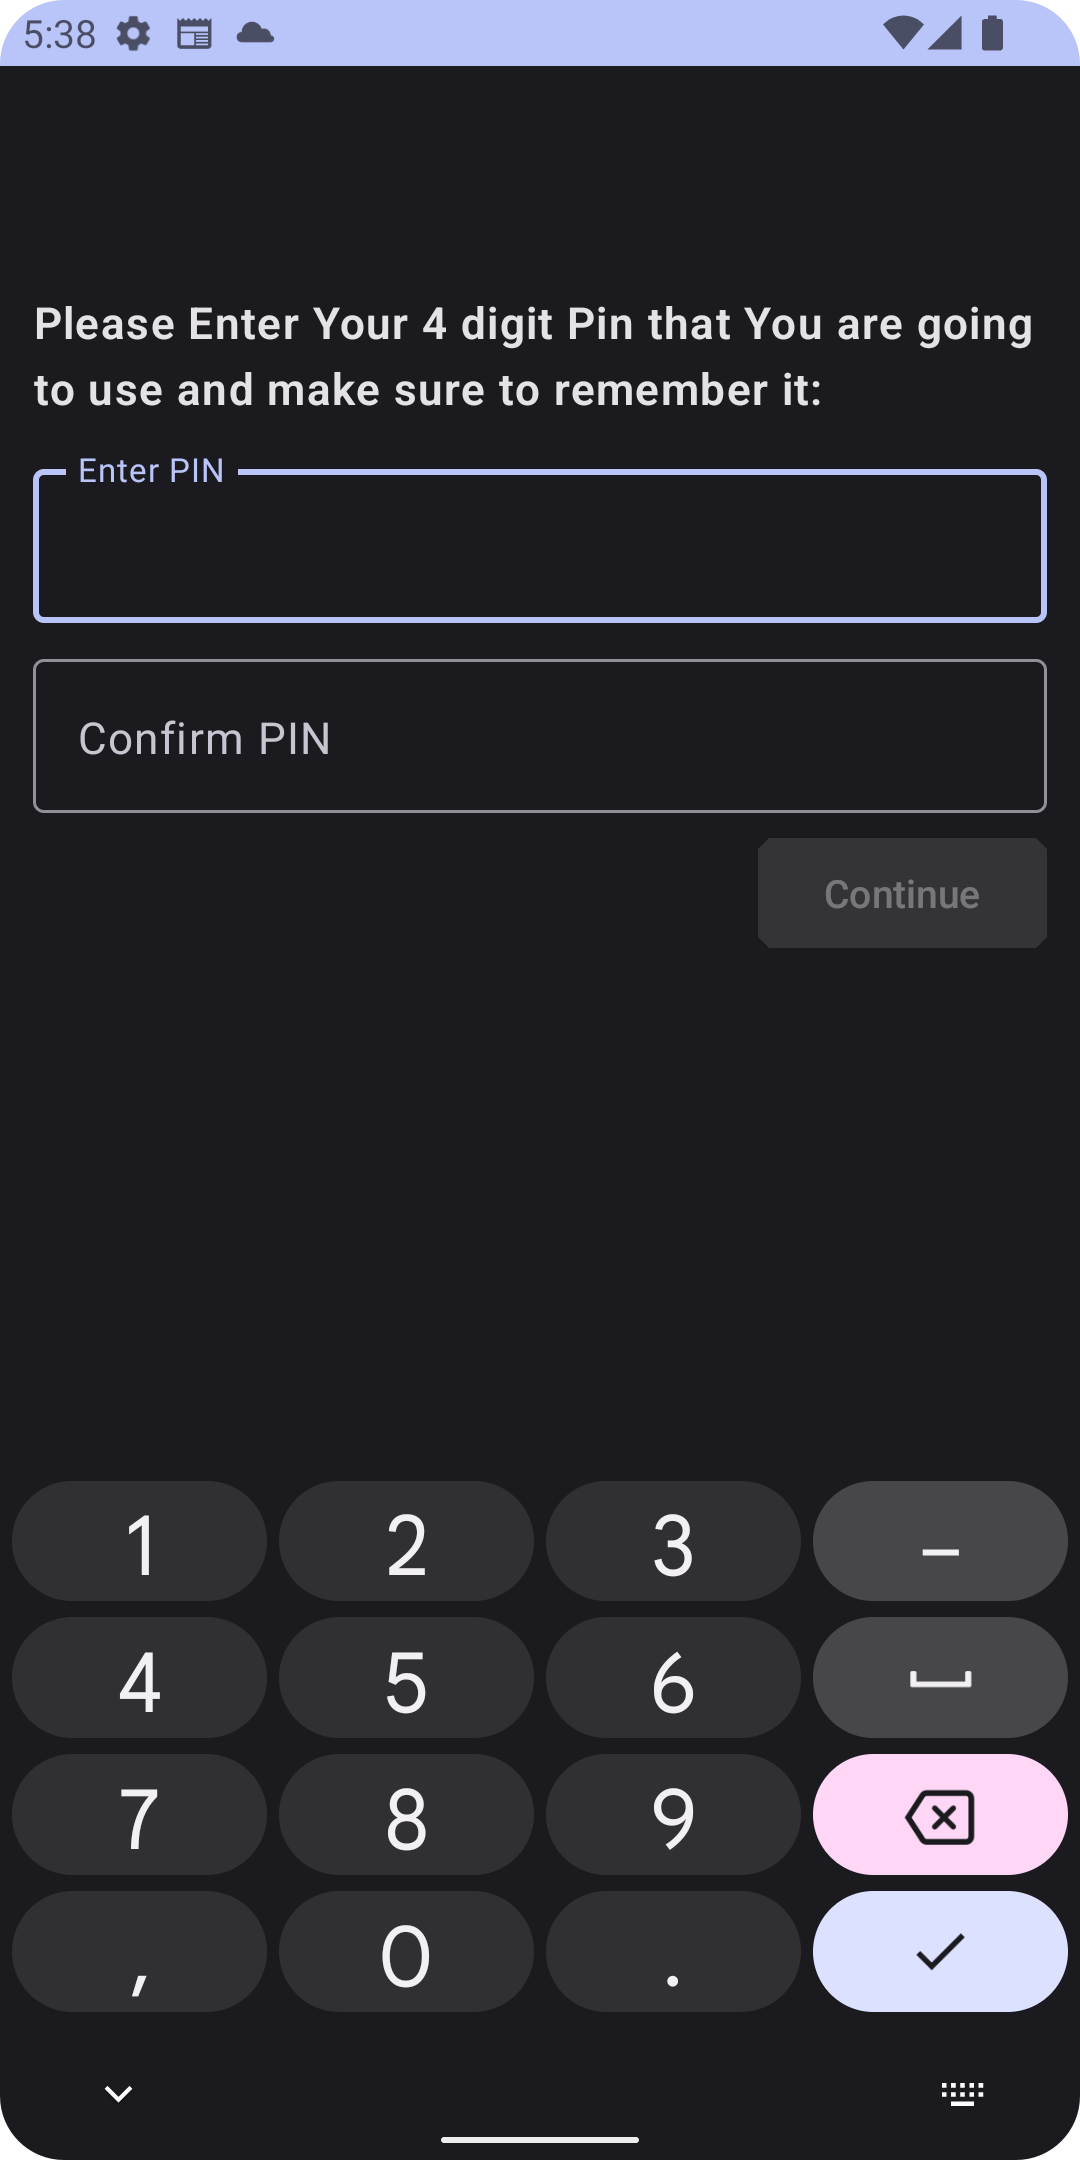 5:38
Please Enter Your 4 digit Pin that You are going
to use and make sure to remember it:
Enter PIN
Confirm PIN
Continue
1 2 3 –
4 5 6
7 8 9
, 0 .